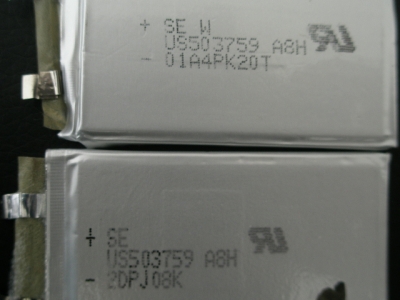 + SE W
US503759 A8H
- 01A4PK20T
+ SE
US503759 A8H
- 2DPJ08K